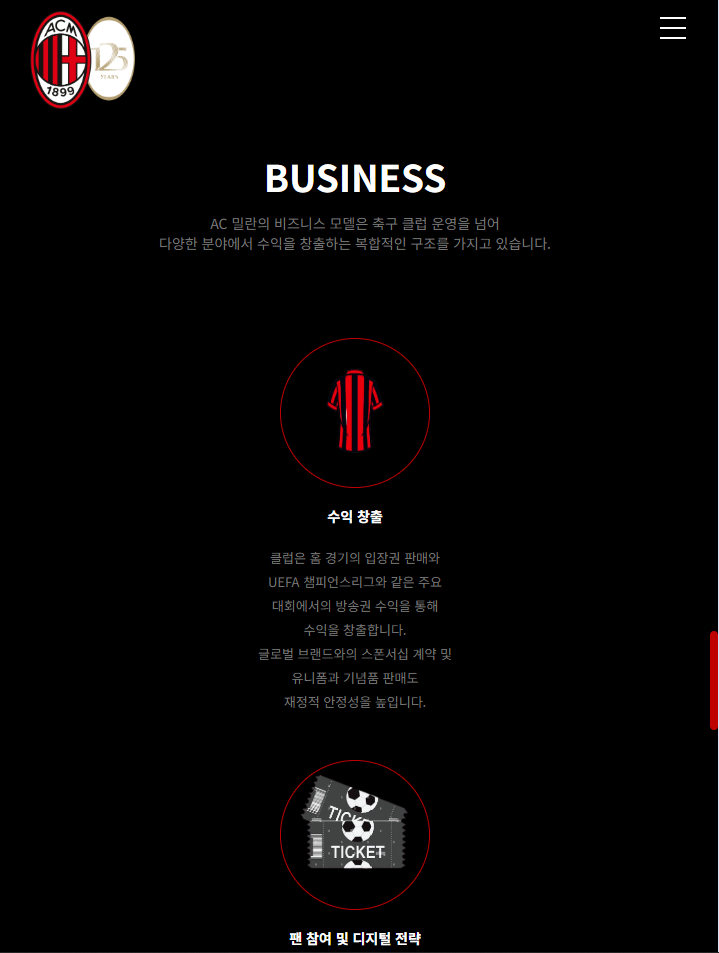 ACM
1899
125
YEARS
BUSINESS
AC 밀란의 비즈니스 모델은 축구 클럽 운영을 넘어
다양한 분야에서 수익을 창출하는 복합적인 구조를 가지고 있습니다.
수익 창출
클럽은 홈 경기의 입장권 판매와
UEFA 챔피언스리그와 같은 주요
대회에서의 방송권 수익을 통해
수익을 창출합니다.
글로벌 브랜드와의 스폰서십 계약 및
유니폼과 기념품 판매도
재정적 안정성을 높입니다.
TICKET
팬 참여 및 디지털 전략